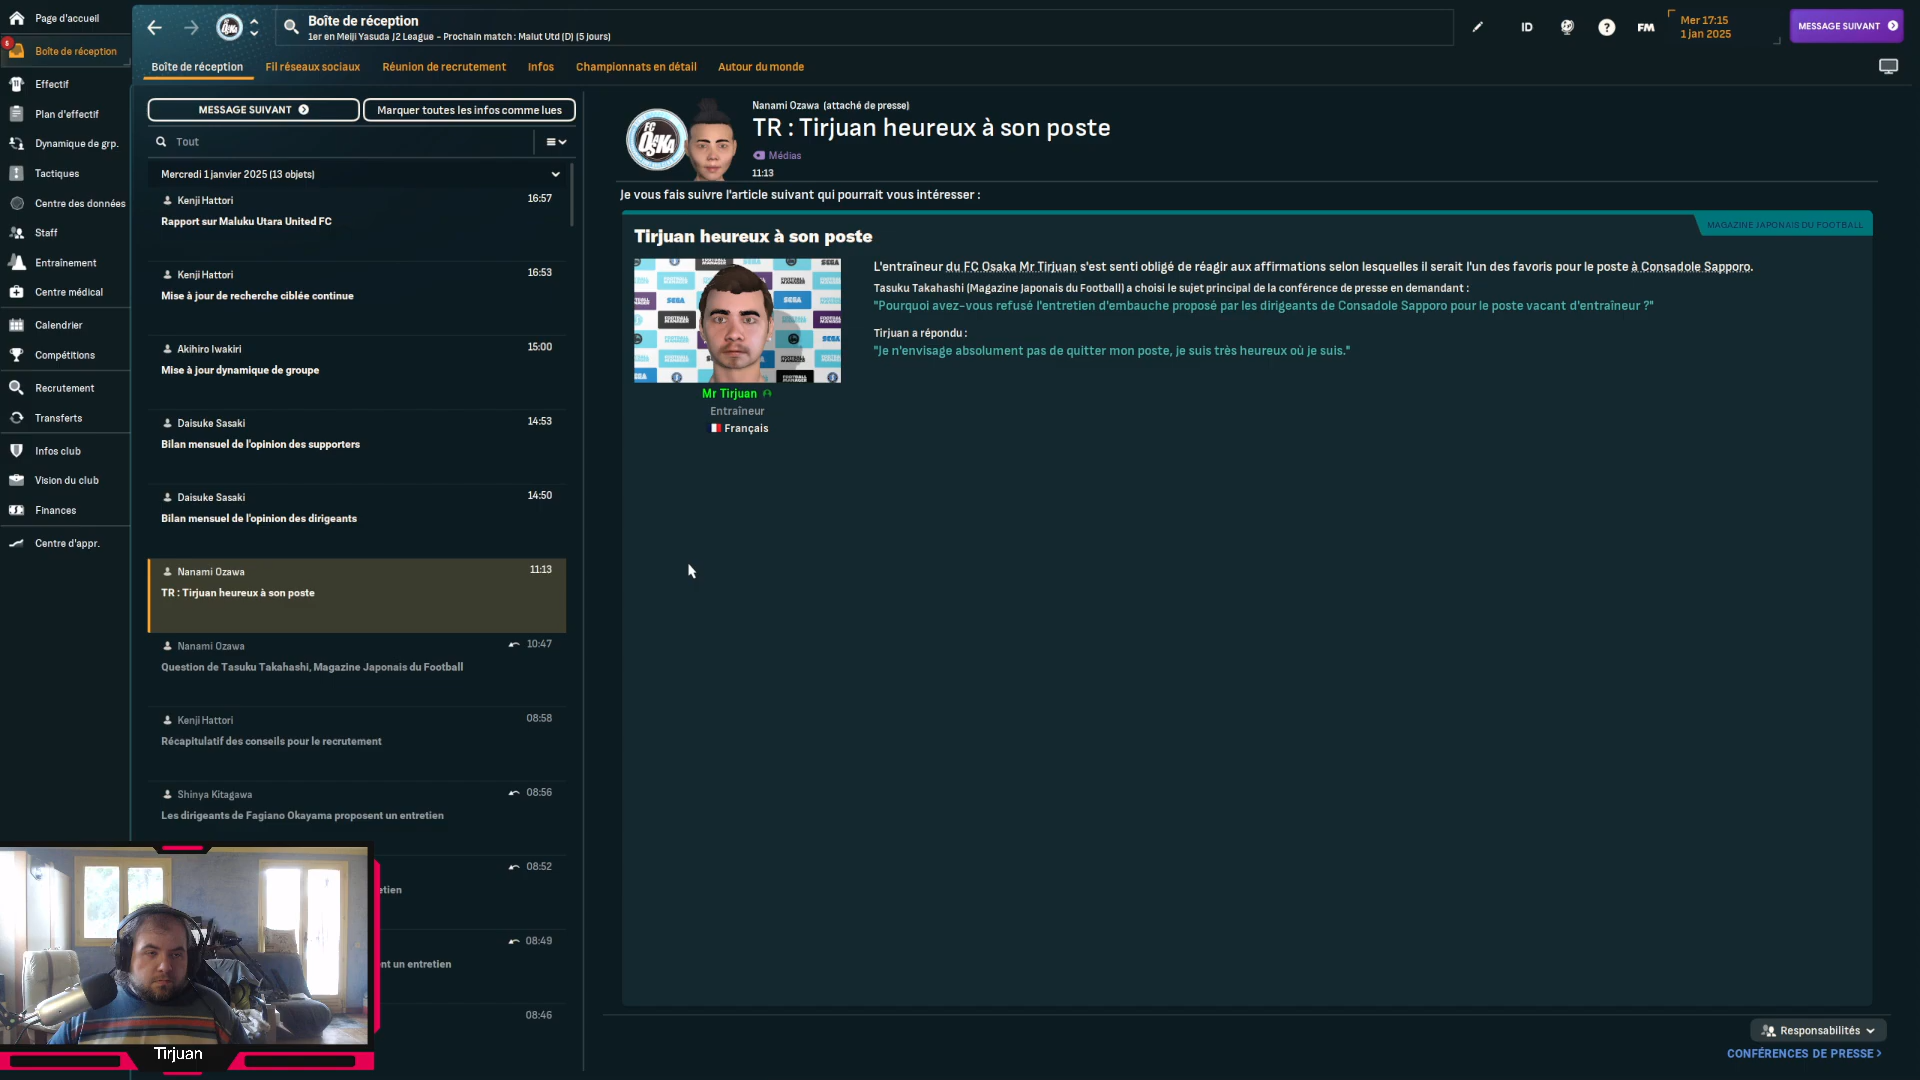 Page d'accueil
Boîte de réception
Effectif
Plan d'effectif
Dynamique de grp.
Tactiques
Centre des données
Staff
Entraînement
Centre médical
Calendrier
Compétitions
Recrutement
Transferts
Infos club
Vision du club
Finances
Centre d'appr.
Boîte de réception
1er en Meiji Yasuda J2 League - Prochain match : Malut Utd (D) (5 jours)
ID
FM
Mer 17:15
1 jan 2025
MESSAGE SUIVANT
Boîte de réception
Fil réseaux sociaux
Réunion de recrutement
Infos
Championnats en détail
Autour du monde
MESSAGE SUIVANT
Marquer toutes les infos comme lues
Tout
Mercredi 1 janvier 2025 (13 objets)
Kenji Hattori 16:57
Rapport sur Maluku Utara United FC
Kenji Hattori 16:53
Mise à jour de recherche ciblée continue
Akihiro Iwakiri 15:00
Mise à jour dynamique de groupe
Daisuke Sasaki 14:53
Bilan mensuel de l'opinion des supporters
Daisuke Sasaki 14:50
Bilan mensuel de l'opinion des dirigeants
Nanami Ozawa 11:13
TR : Tirjuan heureux à son poste
Nanami Ozawa 10:47
Question de Tasuku Takahashi, Magazine Japonais du Football
Kenji Hattori 08:58
Récapitulatif des conseils pour le recrutement
Shinya Kitagawa 08:56
Les dirigeants de Fagiano Okayama proposent un entretien
08:52
etien
08:49
nt un entretien
08:46
FC OSAKA
Nanami Ozawa (attaché de presse)
TR : Tirjuan heureux à son poste
Médias
11:13
Je vous fais suivre l'article suivant qui pourrait vous intéresser :
MAGAZINE JAPONAIS DU FOOTBALL
Tirjuan heureux à son poste
L'entraîneur du FC Osaka Mr Tirjuan s'est senti obligé de réagir aux affirmations selon lesquelles il serait l'un des favoris pour le poste à Consadole Sapporo.
Tasuku Takahashi (Magazine Japonais du Football) a choisi le sujet principal de la conférence de presse en demandant :
"Pourquoi avez-vous refusé l'entretien d'embauche proposé par les dirigeants de Consadole Sapporo pour le poste vacant d'entraîneur ?"
Tirjuan a répondu :
"Je n'envisage absolument pas de quitter mon poste, je suis très heureux où je suis."
SEGA
FOOTBALL MANAGER
Mr Tirjuan
Entraîneur
Français
Responsabilités
CONFÉRENCES DE PRESSE
Tirjuan